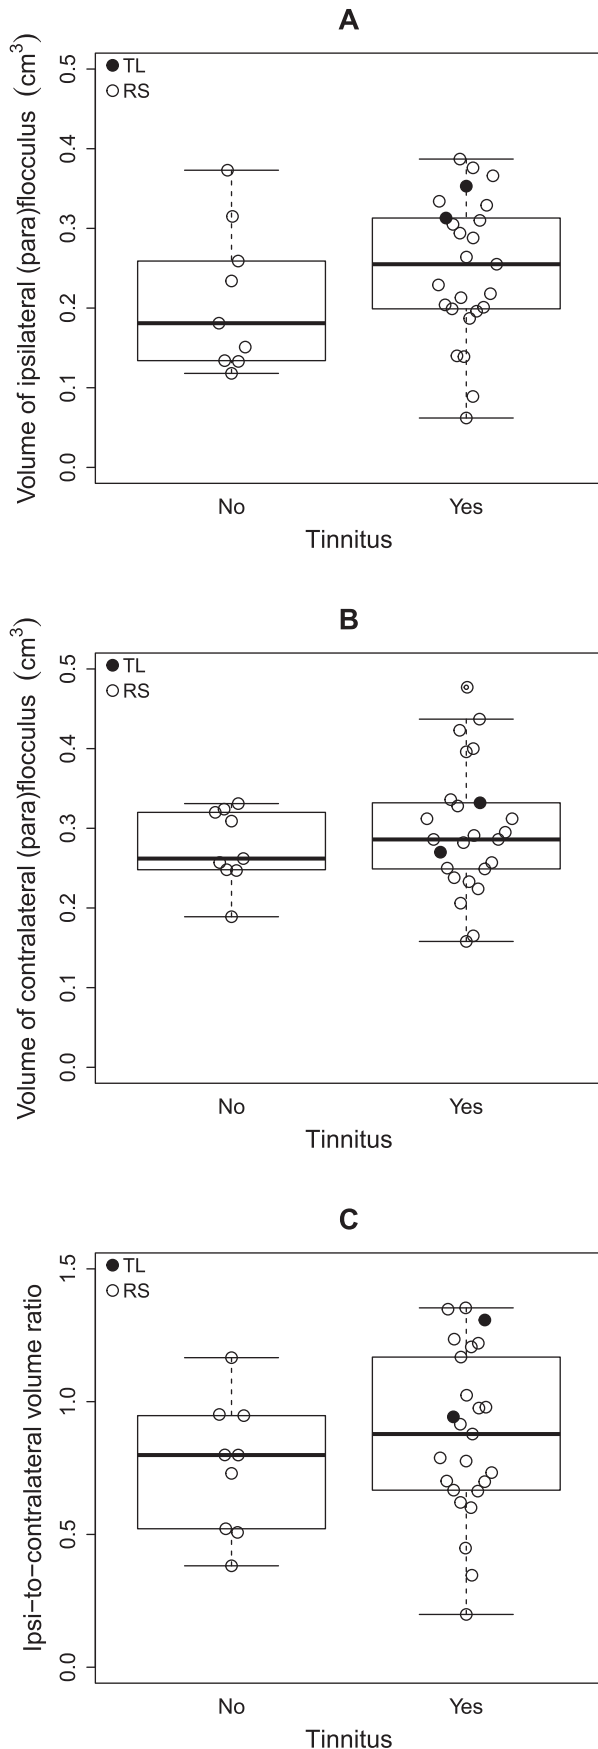 A
TL
RS
Volume of ipsilateral (para)flocculus (cm³)
0.5
0.4
0.3
0.2
0.1
0.0
No
Yes
Tinnitus
B
TL
RS
Volume of contralateral (para)flocculus (cm³)
0.5
0.4
0.3
0.2
0.1
0.0
No
Yes
Tinnitus
C
TL
RS
Ipsi−to−contralateral volume ratio
1.5
1.0
0.5
0.0
No
Yes
Tinnitus